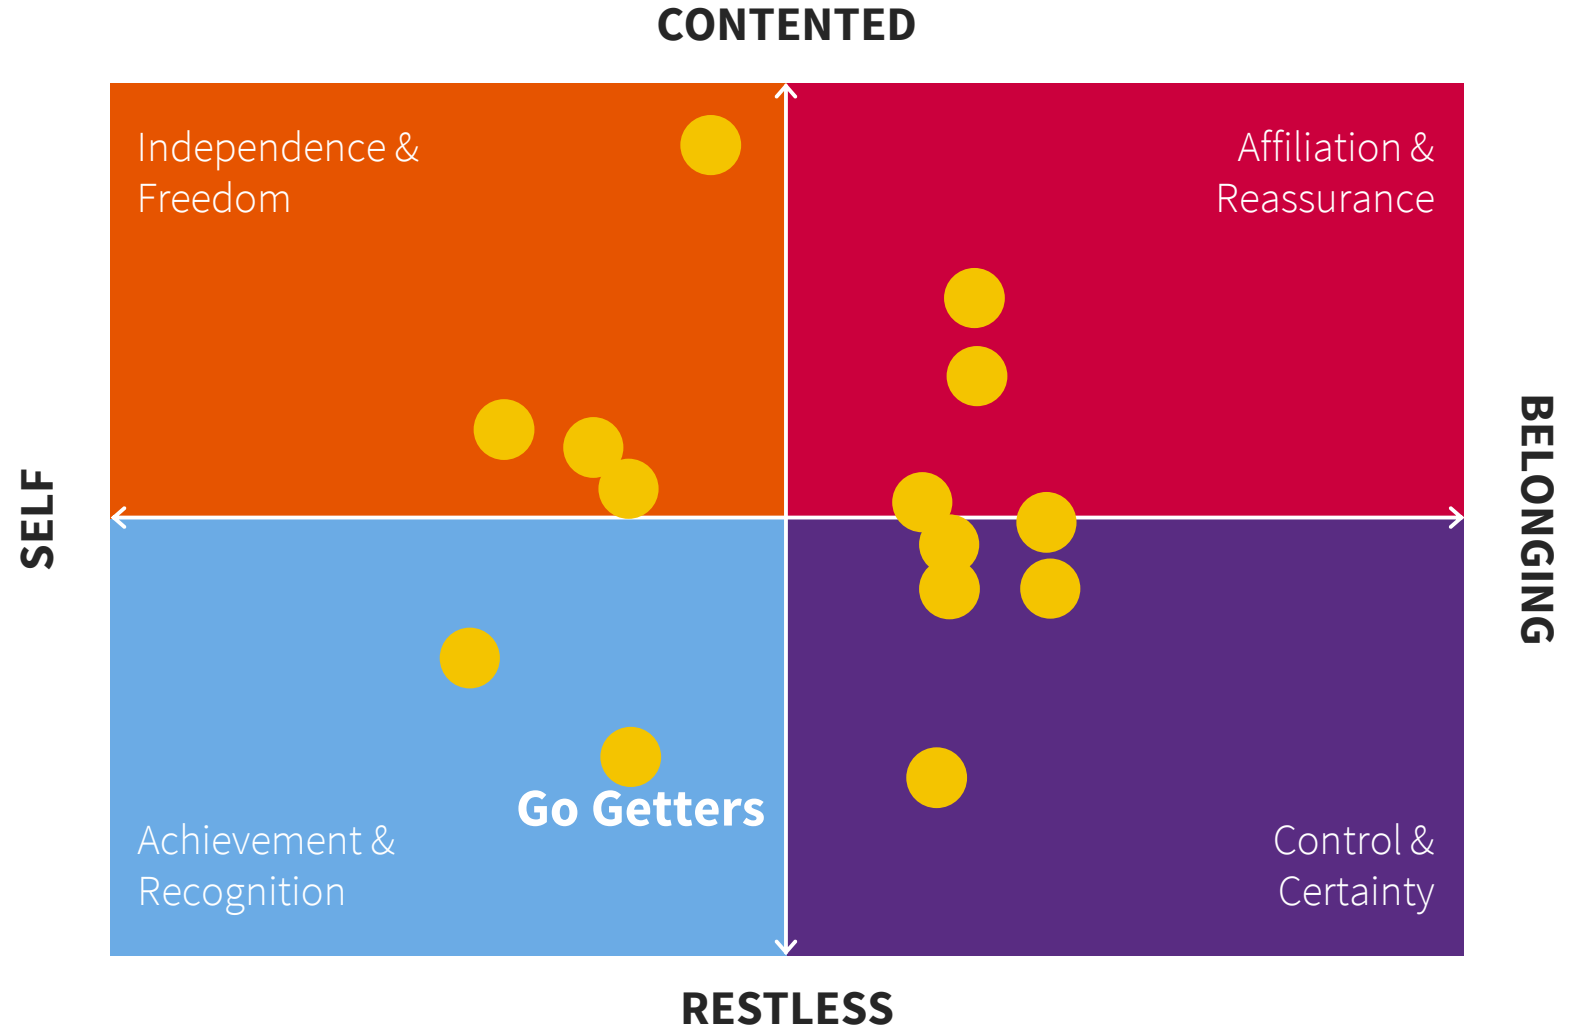 CONTENTED
Independence &
Freedom
Affiliation &
Reassurance
SELF
BELONGING
Go Getters
Achievement &
Recognition
Control &
Certainty
RESTLESS